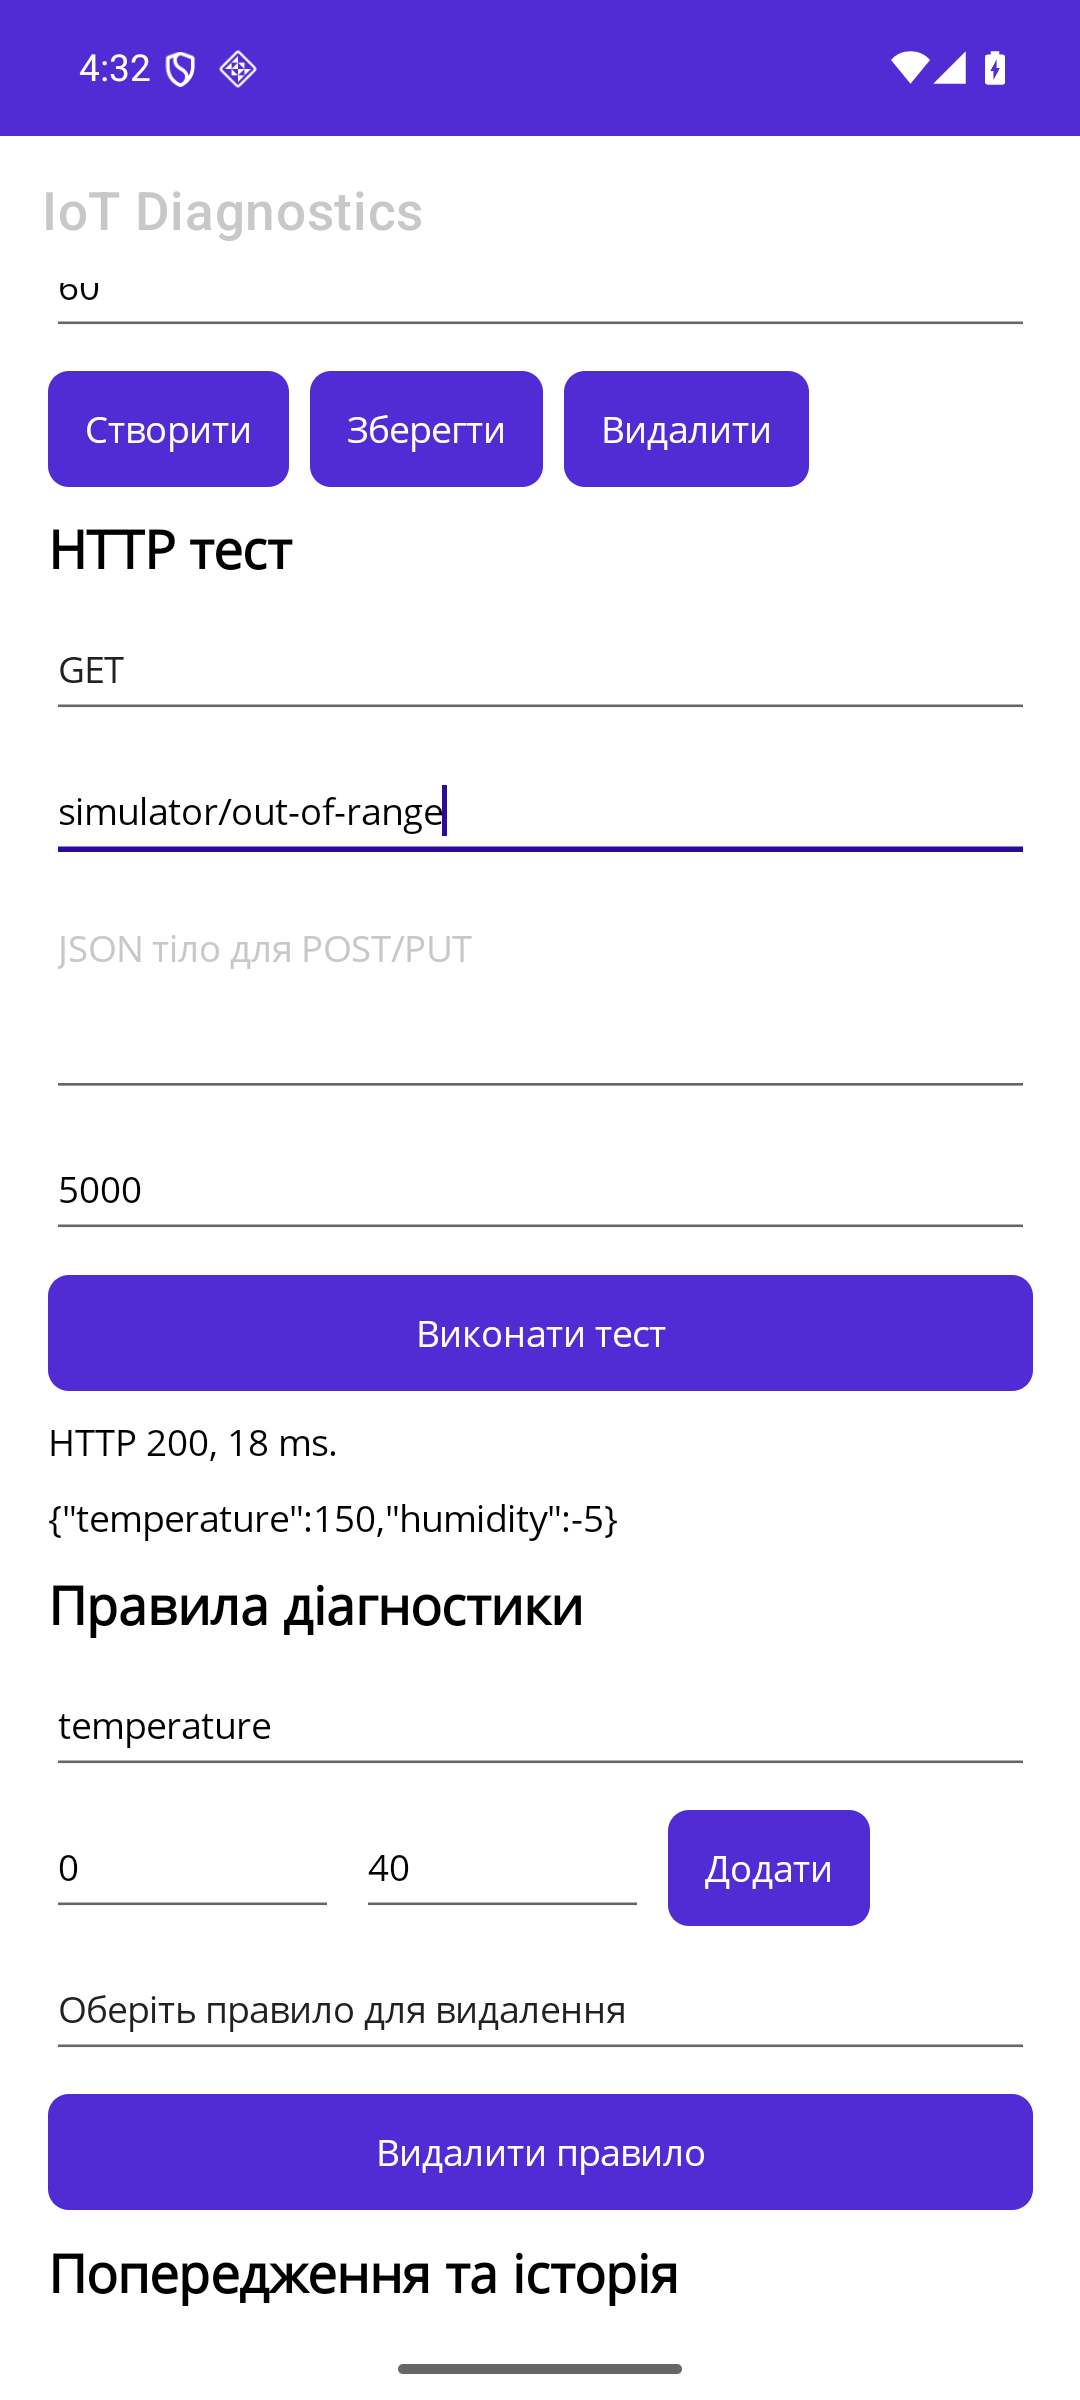 4:32
IoT Diagnostics
60
Створити Зберегти Видалити
HTTP тест
GET
simulator/out-of-range
JSON тіло для POST/PUT
5000
Виконати тест
HTTP 200, 18 ms.
{"temperature":150,"humidity":-5}
Правила діагностики
temperature
0 40 Додати
Оберіть правило для видалення
Видалити правило
Попередження та історія